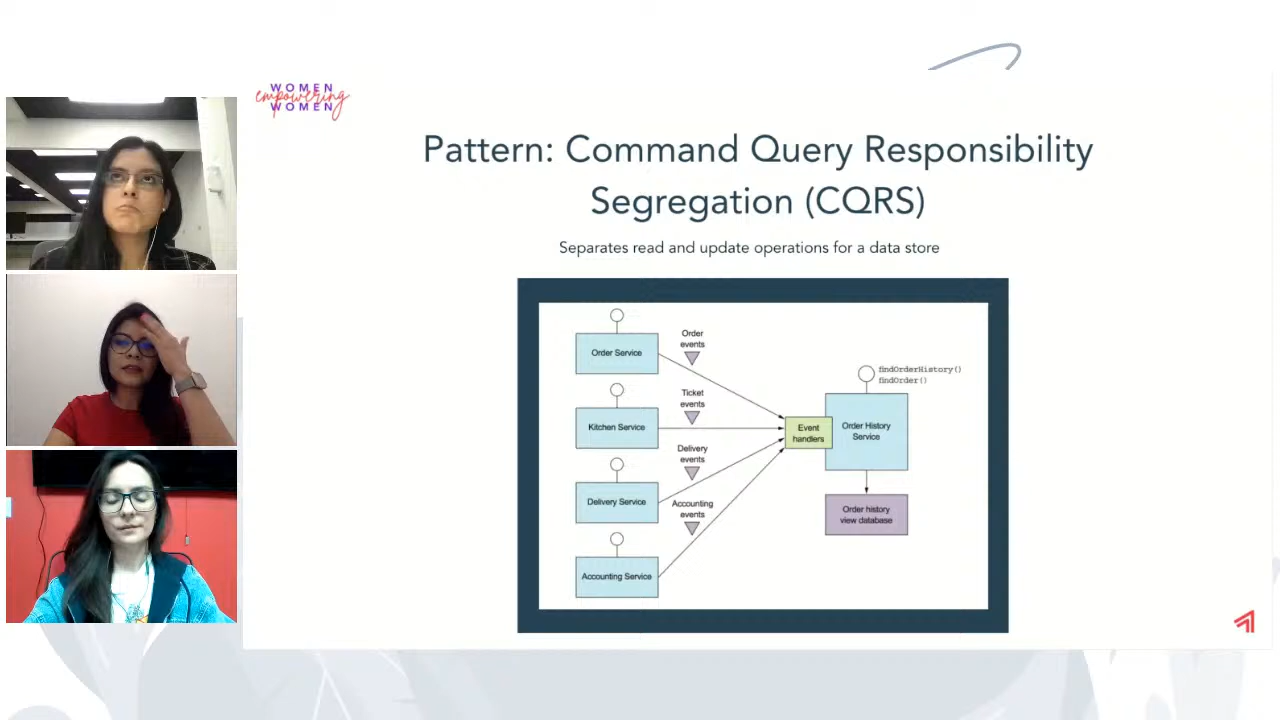 WOMEN
empowering
WOMEN
Pattern: Command Query Responsibility
Segregation (CQRS)
Separates read and update operations for a data store
Order Service
Order
events
Kitchen Service
Ticket
events
Delivery Service
Delivery
events
Accounting Service
Accounting
events
Event
handlers
findOrderHistory()
findOrder()
Order History
Service
Order history
view database